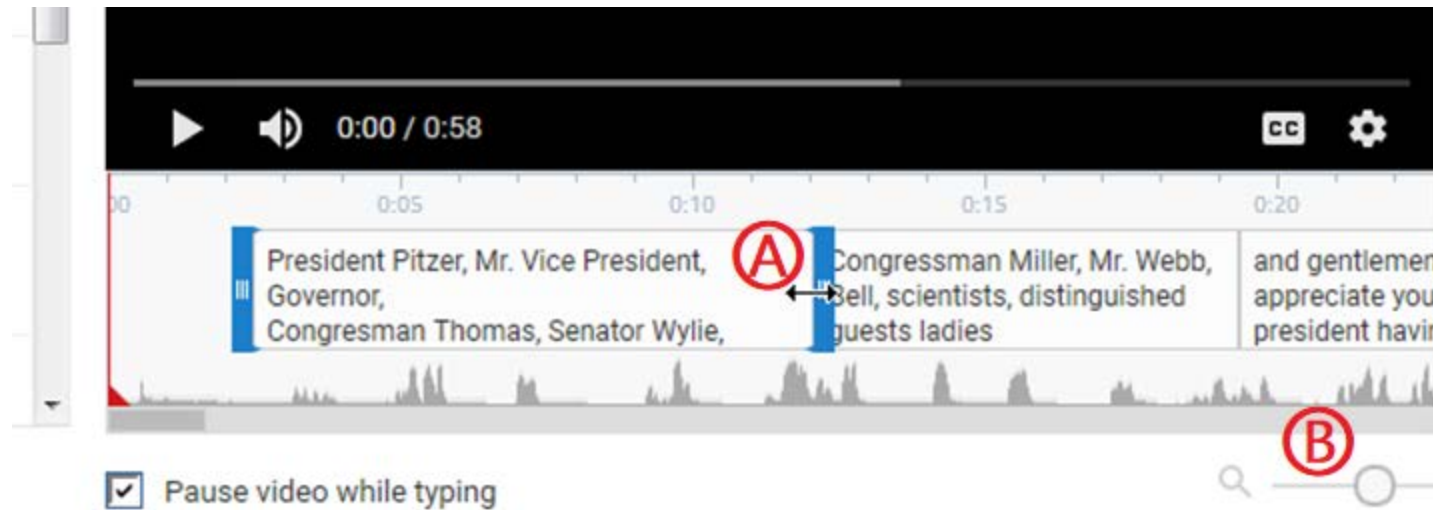 0:00 / 0:58
CC
00 0:05 0:10 0:15 0:20
President Pitzer, Mr. Vice President,
Governor,
Congresman Thomas, Senator Wylie,
A
Congressman Miller, Mr. Webb,
Bell, scientists, distinguished
guests ladies
and gentlemen
appreciate you
president havin
B
Pause video while typing